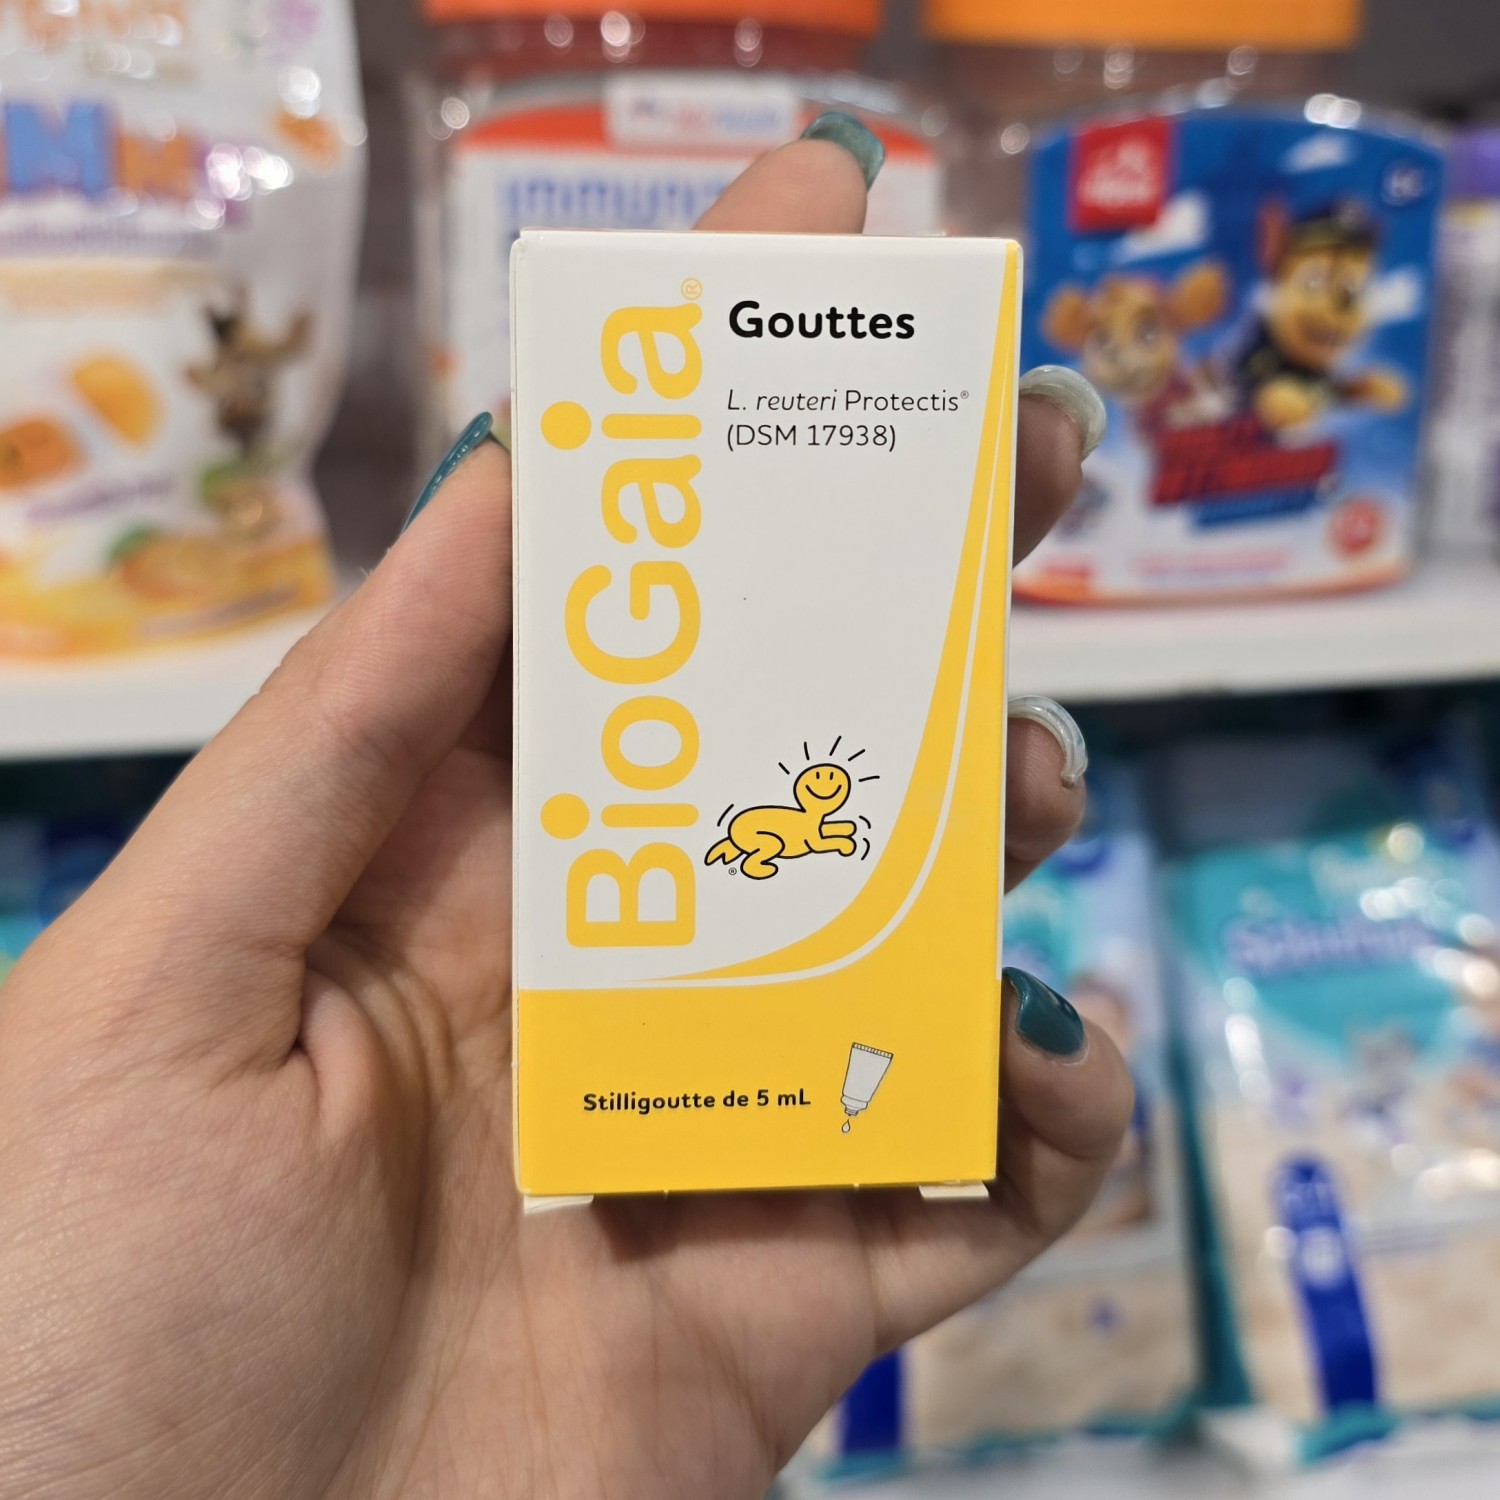 BioGaia®
Gouttes
L. reuteri Protectis®
(DSM 17938)
®
Stilligoutte de 5 mL